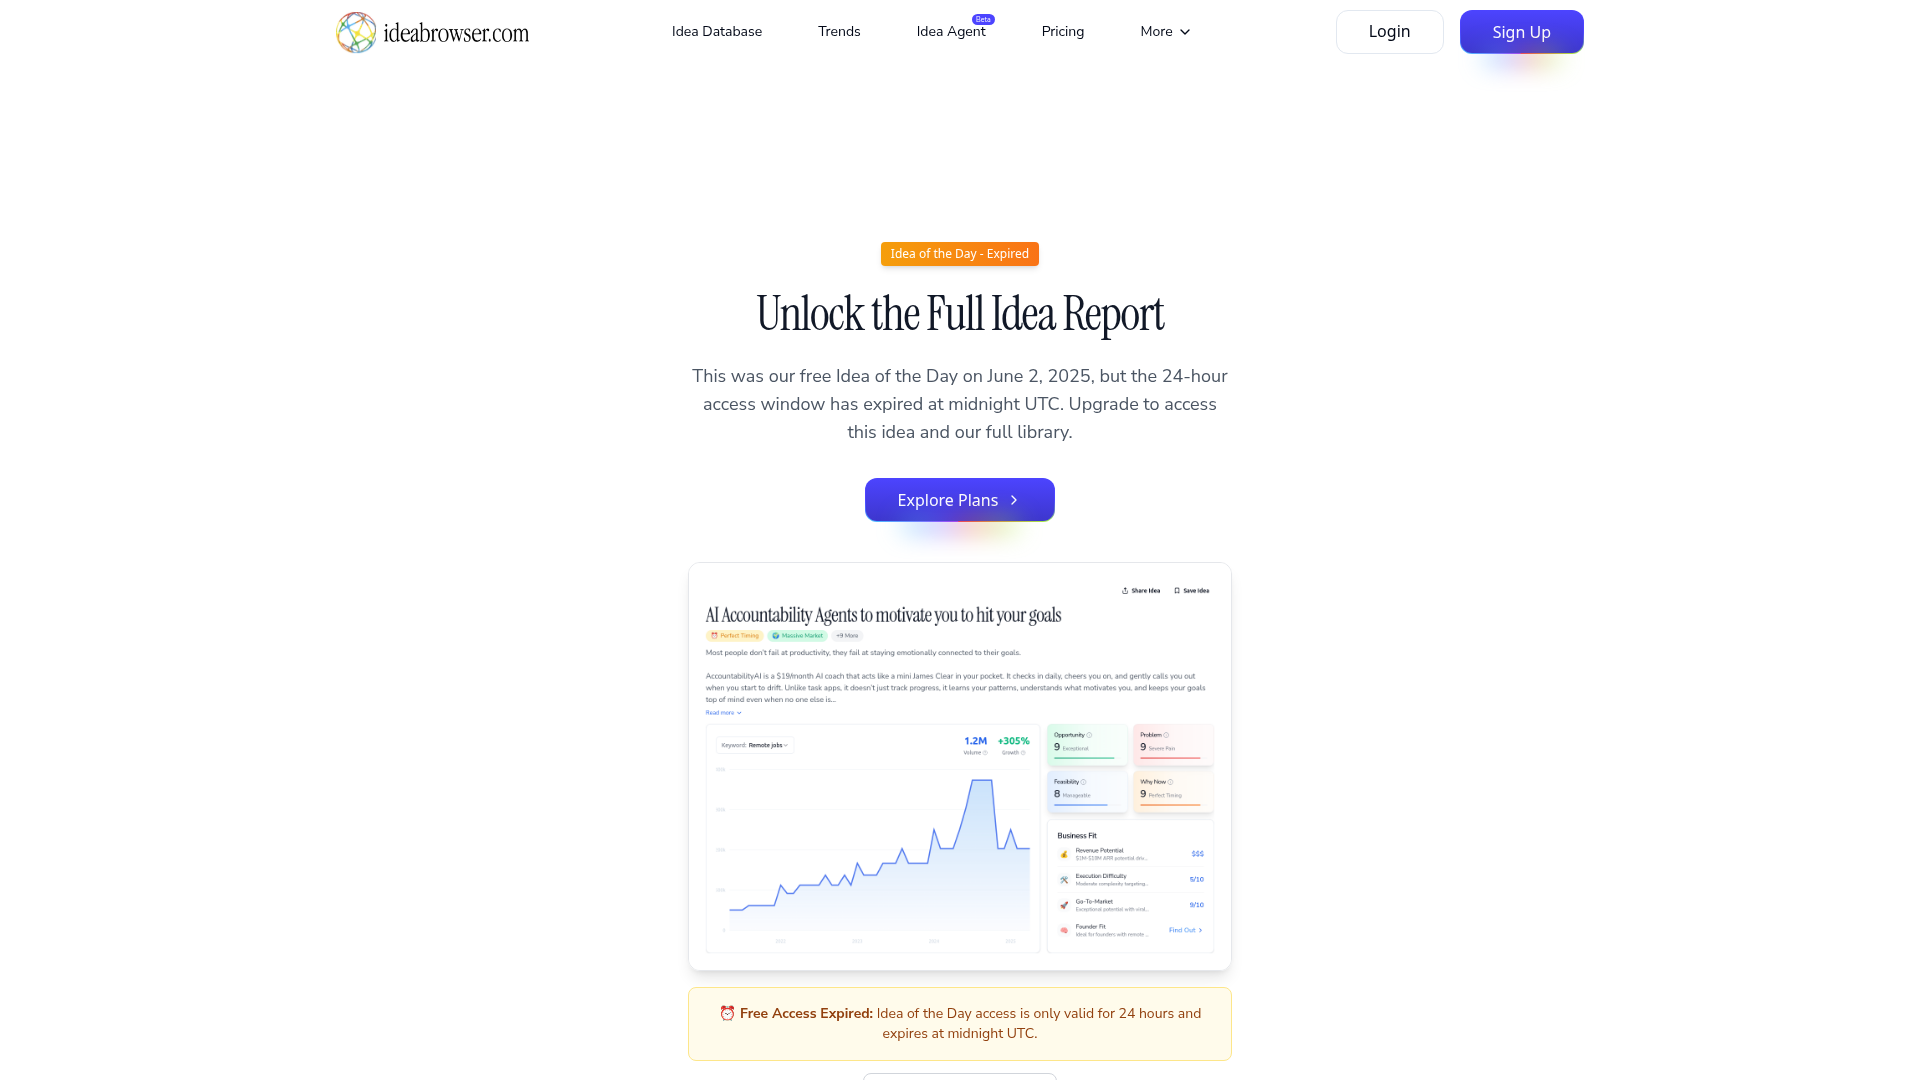 ideabrowser.com
Idea Database
Trends
Idea Agent
Beta
Pricing
More
Login
Sign Up
Idea of the Day - Expired
Unlock the Full Idea Report
This was our free Idea of the Day on June 2, 2025, but the 24-hour
access window has expired at midnight UTC. Upgrade to access
this idea and our full library.
Explore Plans
Share Idea
Save Idea
AI Accountability Agents to motivate you to hit your goals
⏰ Perfect Timing
🌍 Massive Market
+9 More
Most people don't fail at productivity, they fail at staying emotionally connected to their goals.
AccountabilityAI is a $19/month AI coach that acts like a mini James Clear in your pocket. It checks in daily, cheers you on, and gently calls you out
when you start to drift. Unlike task apps, it doesn't just track progress, it learns your patterns, understands what motivates you, and keeps your goals
top of mind even when no one else is...
Read more
Keyword: Remote jobs
1.2M
Volume
+305%
Growth
Opportunity
9 Exceptional
Problem
9 Severe Pain
Feasibility
8 Manageable
Why Now
9 Perfect Timing
Business Fit
Revenue Potential
$1M-$10M ARR potential driv...
$$$
Execution Difficulty
Moderate complexity targeting...
5/10
Go-To-Market
Exceptional potential with viral...
9/10
Founder Fit
Ideal for founders with remote ...
Find Out
⏰ Free Access Expired: Idea of the Day access is only valid for 24 hours and
expires at midnight UTC.